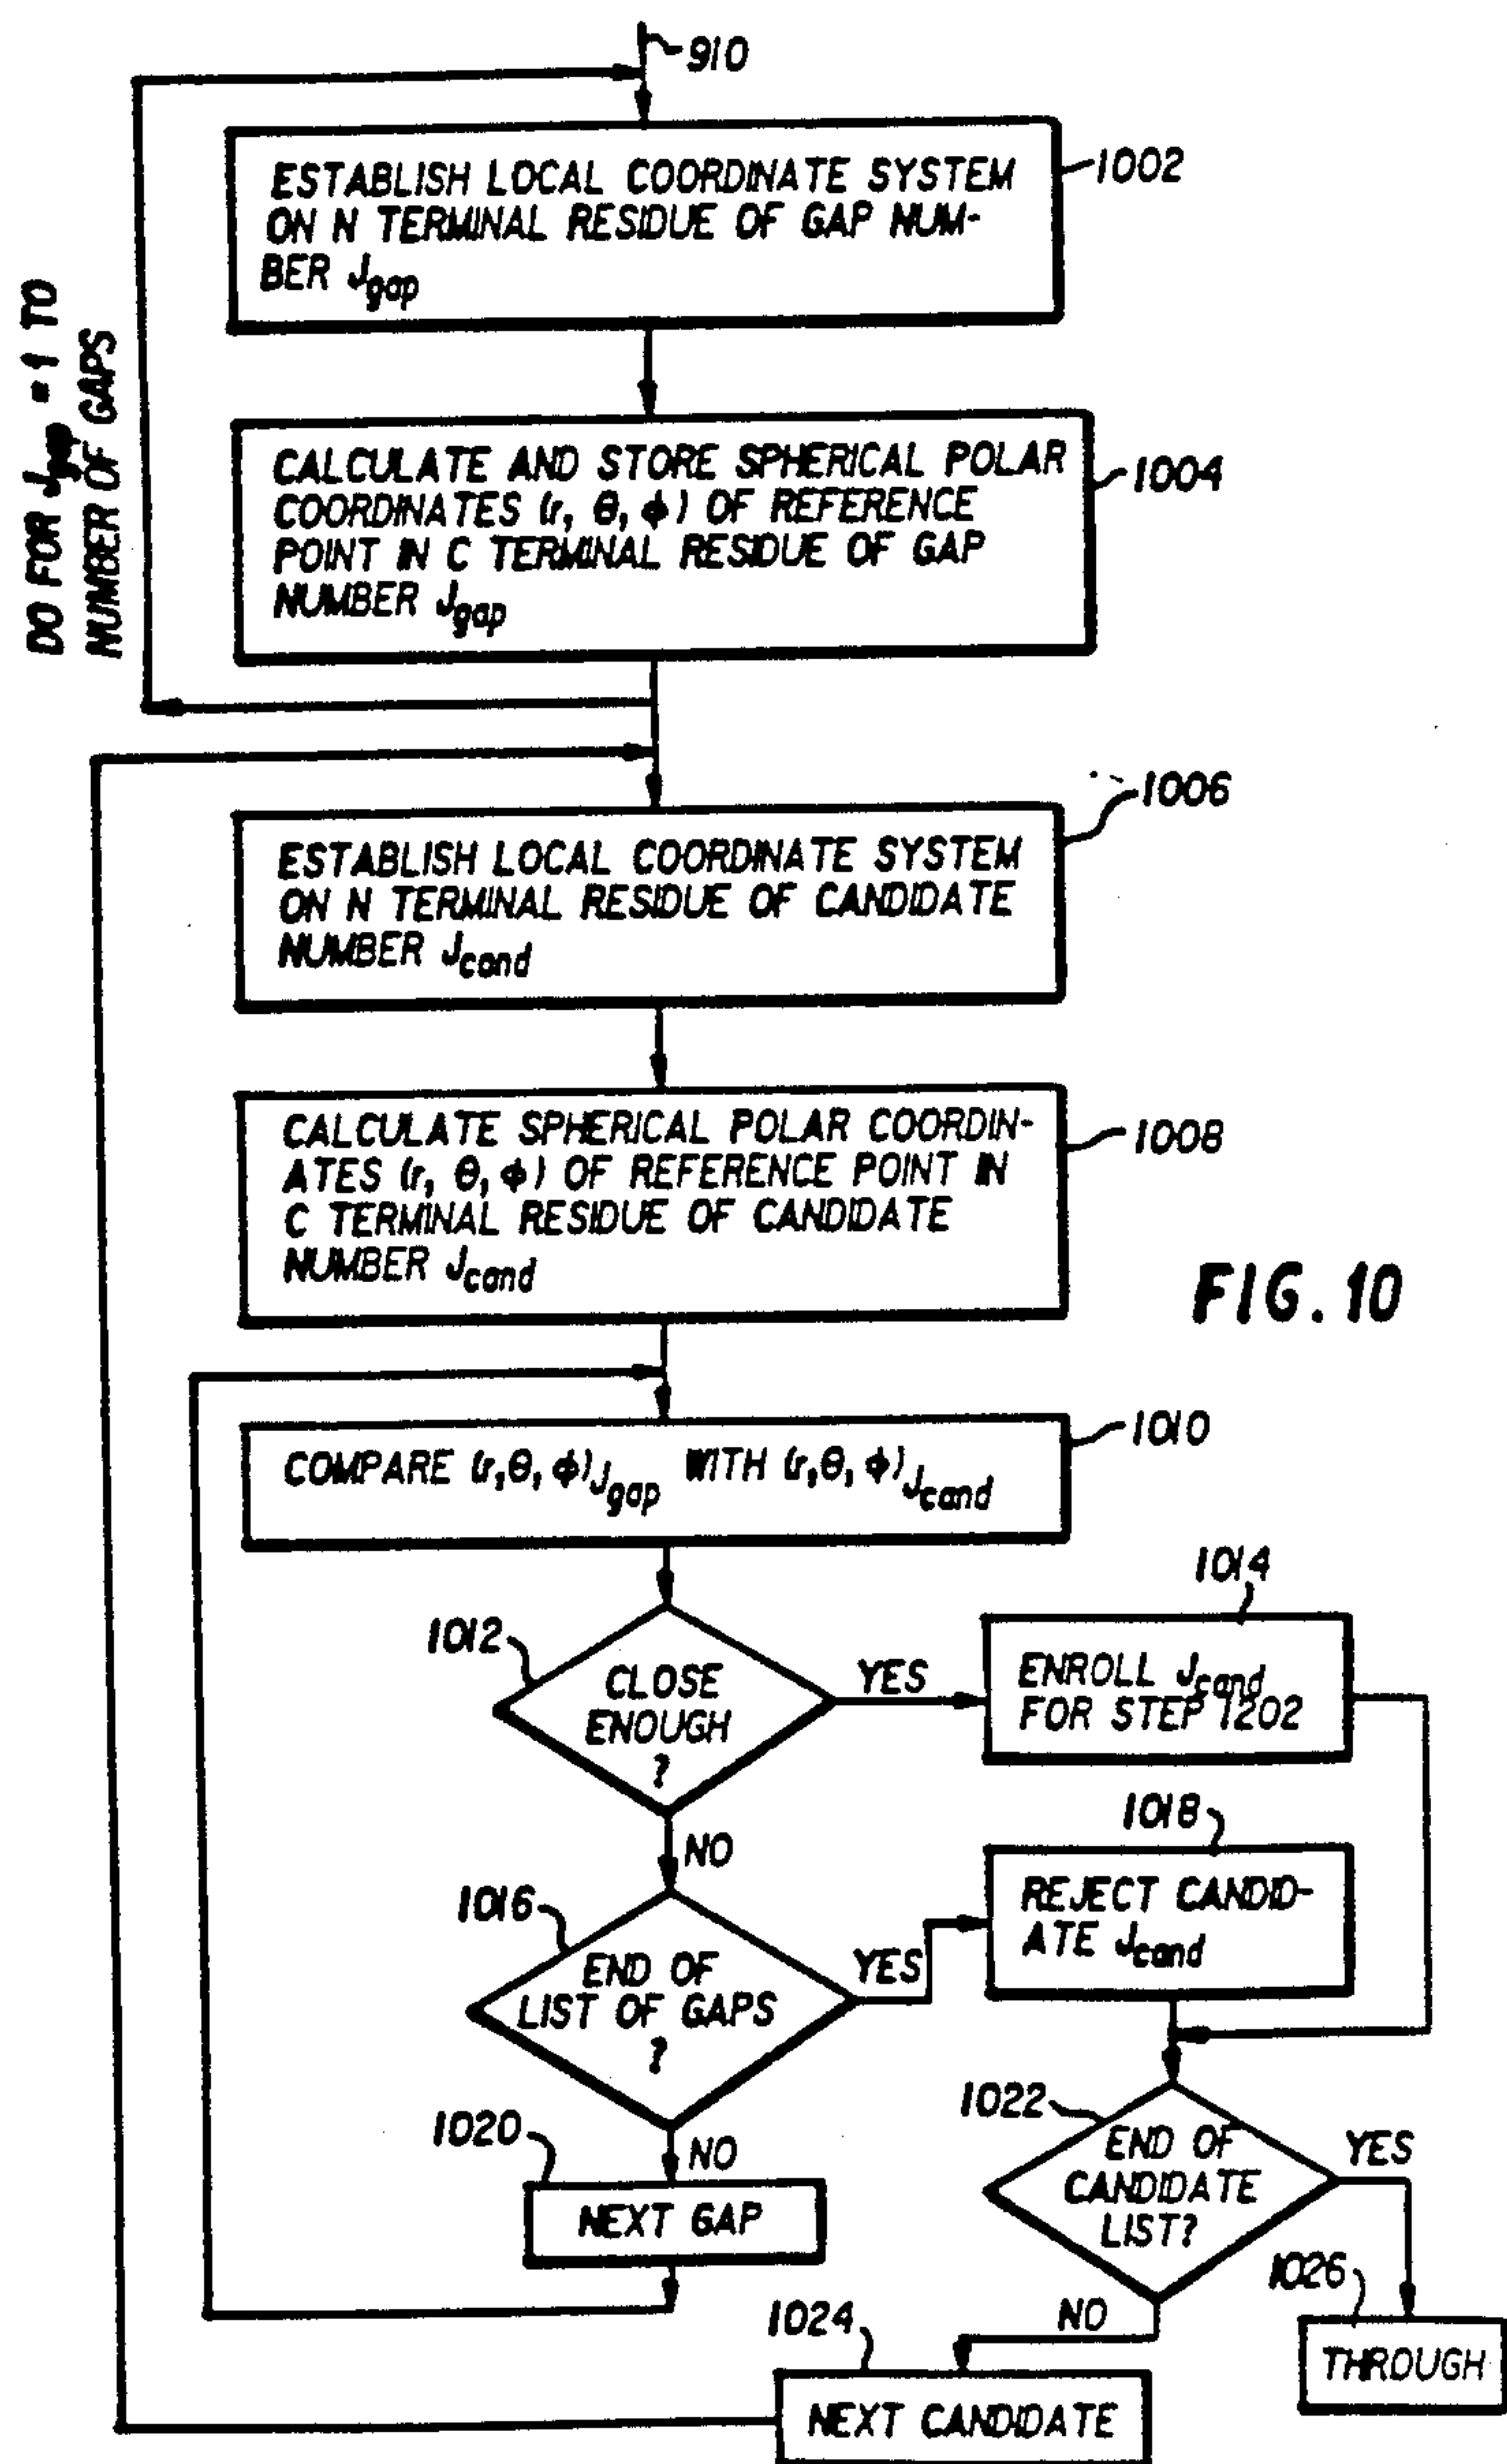 910
ESTABLISH LOCAL COORDINATE SYSTEM
ON N TERMINAL RESIDUE OF GAP NUM-
BER Jgap
1002
DO FOR Jgap = 1 TO
NUMBER OF GAPS
CALCULATE AND STORE SPHERICAL POLAR
COORDINATES (r, θ, ϕ) OF REFERENCE
POINT IN C TERMINAL RESIDUE OF GAP
NUMBER Jgap
1004
1006
ESTABLISH LOCAL COORDINATE SYSTEM
ON N TERMINAL RESIDUE OF CANDIDATE
NUMBER Jcand
CALCULATE SPHERICAL POLAR COORDIN-
ATES (r, θ, ϕ) OF REFERENCE POINT IN
C TERMINAL RESIDUE OF CANDIDATE
NUMBER Jcand
1008
FIG. 10
COMPARE (r,θ,ϕ)Jgap WITH (r,θ,ϕ)Jcand
1010
1012
CLOSE
ENOUGH
?
YES
1014
ENROLL Jcand
FOR STEP 1202
NO
1016
END OF
LIST OF GAPS
?
YES
1018
REJECT CANDID-
ATE Jcand
NO
1020
NEXT GAP
1022
END OF
CANDIDATE
LIST?
YES
1026
THROUGH
NO
1024
NEXT CANDIDATE